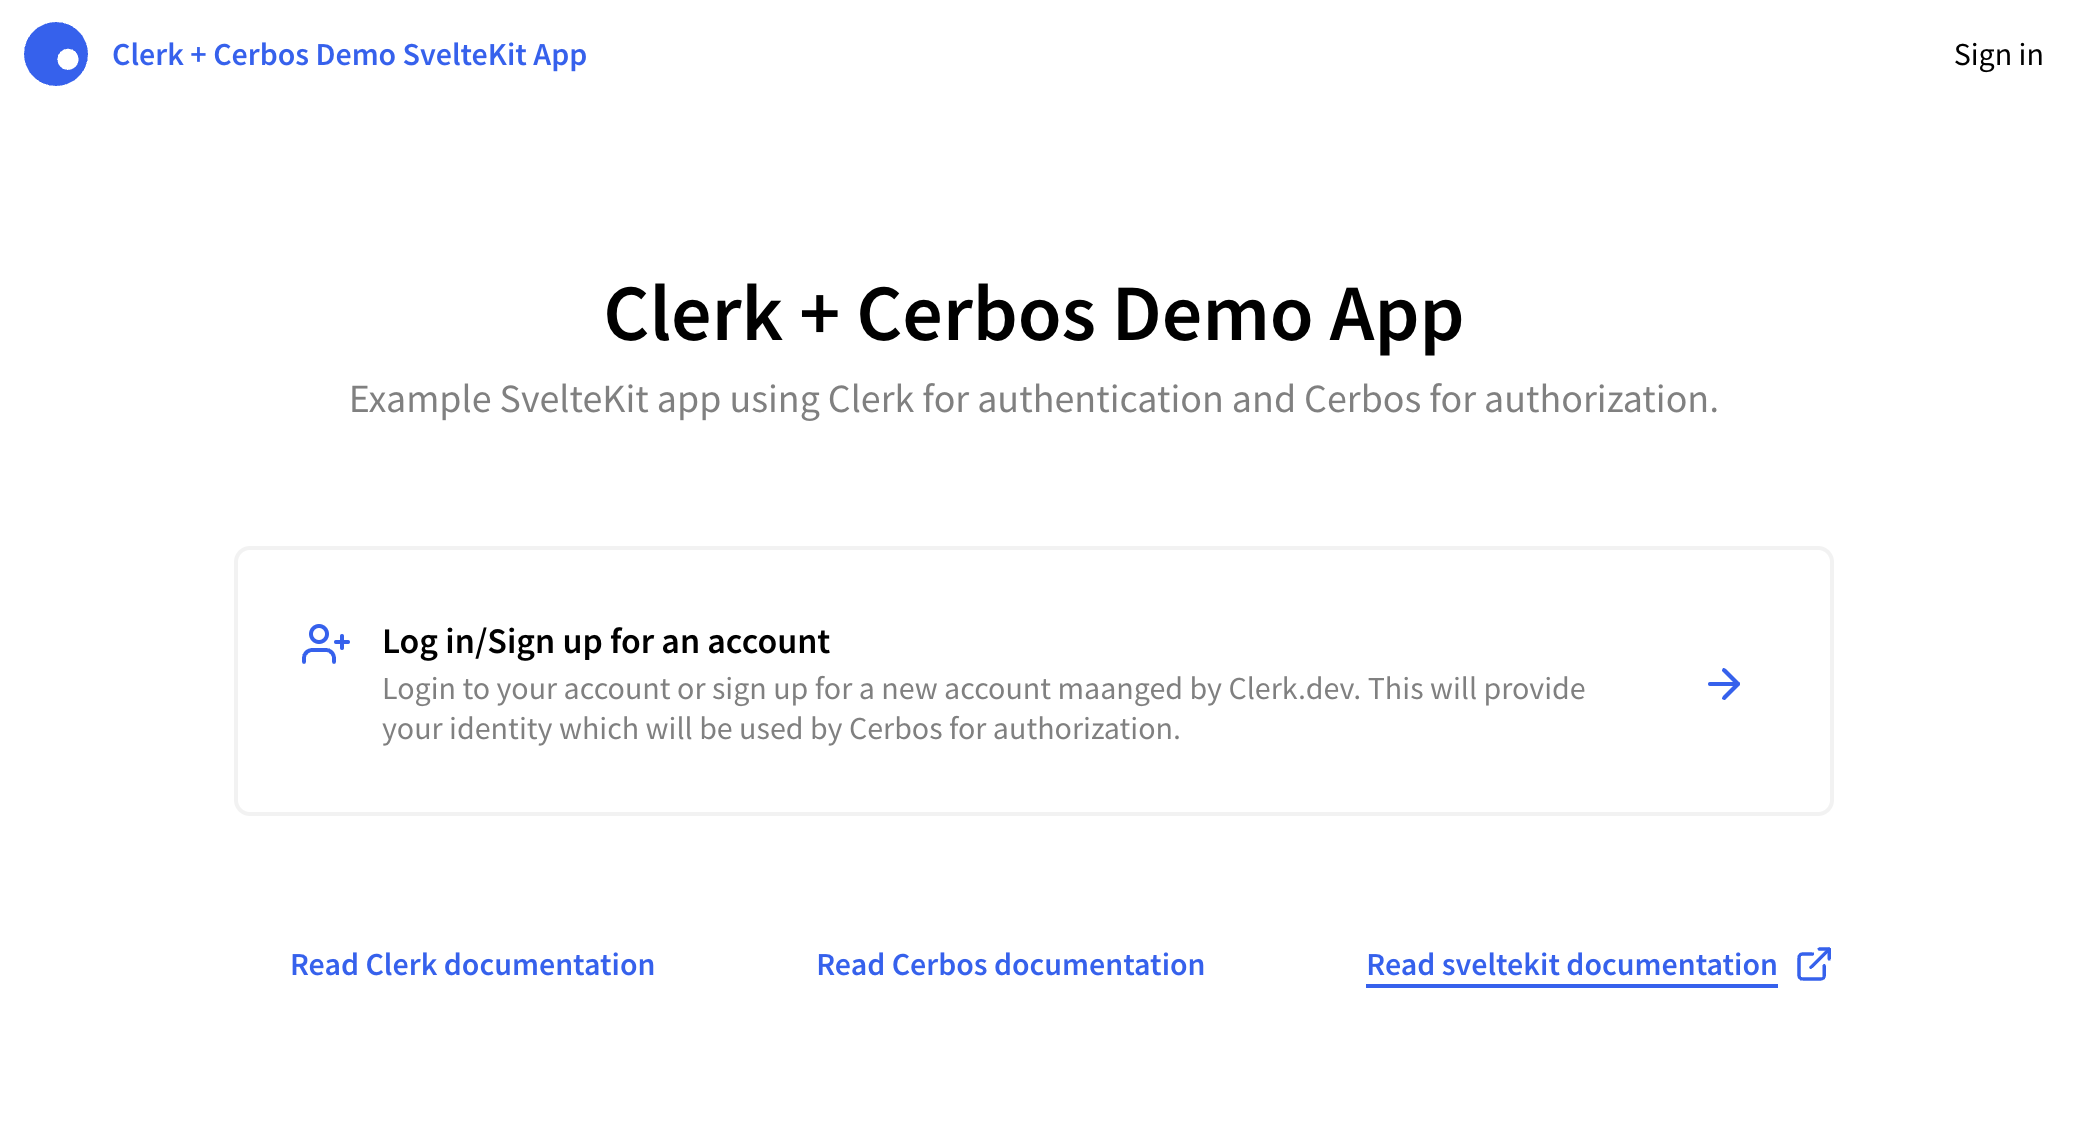 Clerk + Cerbos Demo SvelteKit App
Sign in
Clerk + Cerbos Demo App
Example SvelteKit app using Clerk for authentication and Cerbos for authorization.
Log in/Sign up for an account
Login to your account or sign up for a new account maanged by Clerk.dev. This will provide
your identity which will be used by Cerbos for authorization.
Read Clerk documentation
Read Cerbos documentation
Read sveltekit documentation